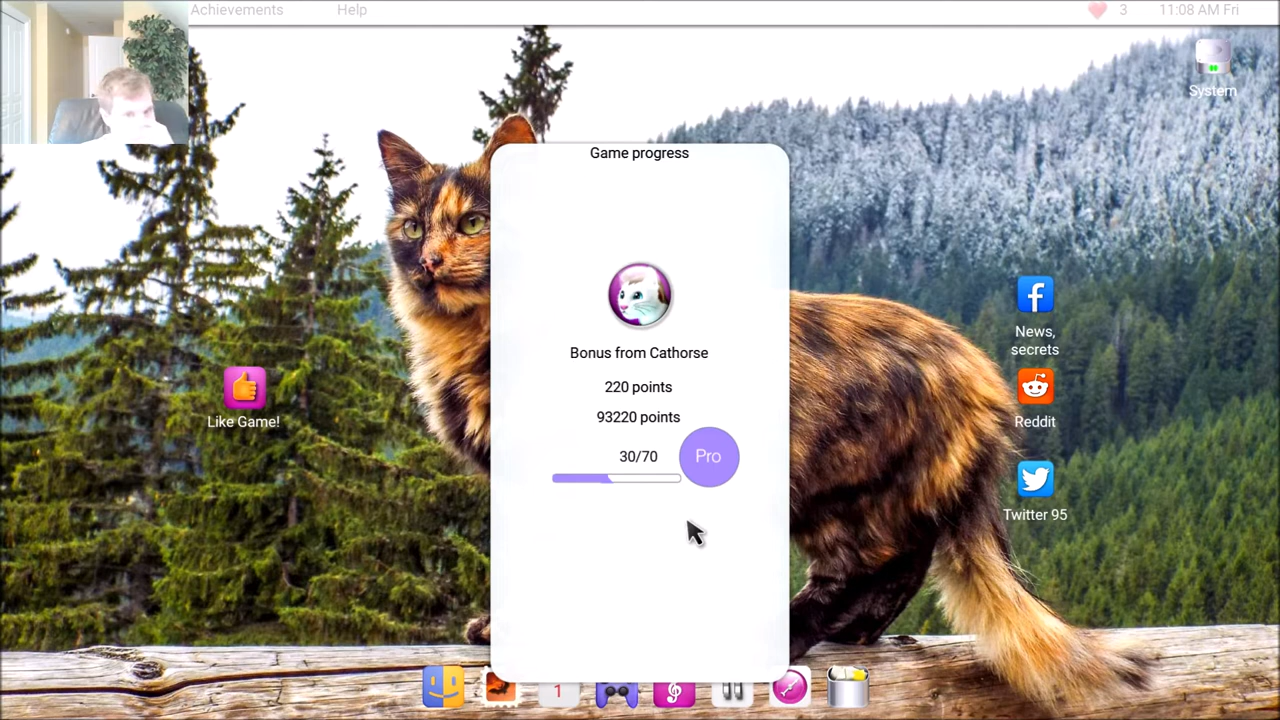 Achievements
Help
3
11:08 AM Fri
System
Game progress
Bonus from Cathorse
220 points
93220 points
30/70
Pro
Like Game!
News,
secrets
Reddit
Twitter 95
1